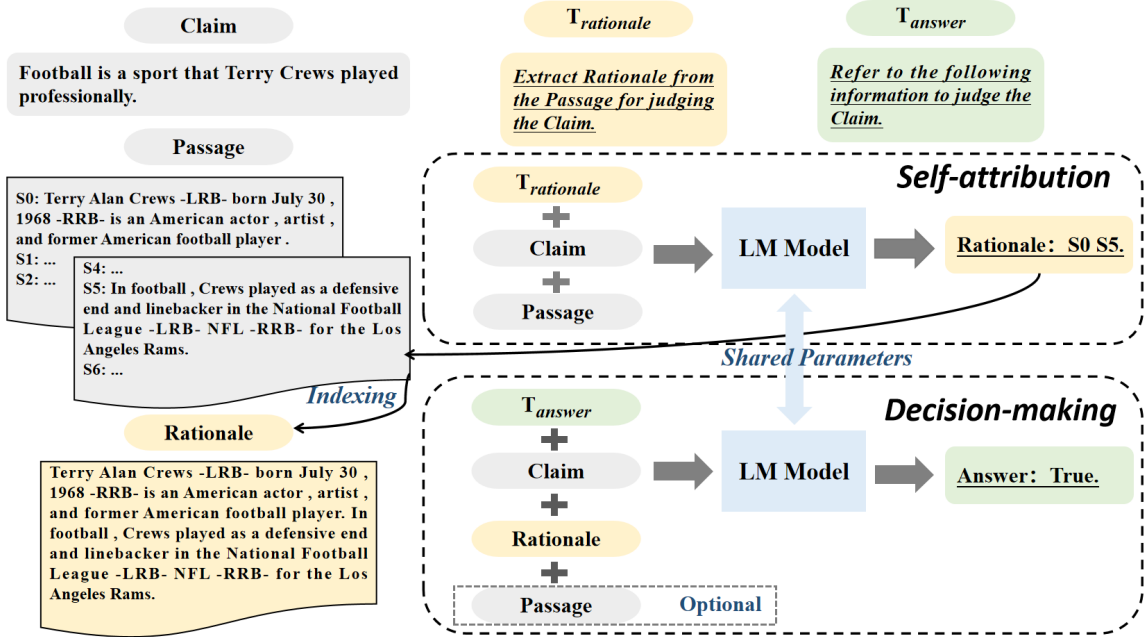 Claim
Football is a sport that Terry Crews played
professionally.
Passage
S0: Terry Alan Crews -LRB- born July 30 ,
1968 -RRB- is an American actor , artist ,
and former American football player .
S1: ...
S2: ...
S4: ...
S5: In football , Crews played as a defensive
end and linebacker in the National Football
League -LRB- NFL -RRB- for the Los
Angeles Rams.
S6: ...
Indexing
Rationale
Terry Alan Crews -LRB- born July 30 ,
1968 -RRB- is an American actor , artist ,
and former American football player. In
football , Crews played as a defensive end
and linebacker in the National Football
League -LRB- NFL -RRB- for the Los
Angeles Rams.
Trationale
Extract Rationale from
the Passage for judging
the Claim.
Tanswer
Refer to the following
information to judge the
Claim.
Self-attribution
Trationale
+
Claim
+
Passage
LM Model
Rationale: S0 S5.
Shared Parameters
Decision-making
Tanswer
+
Claim
+
Rationale
+
Passage
Optional
LM Model
Answer: True.